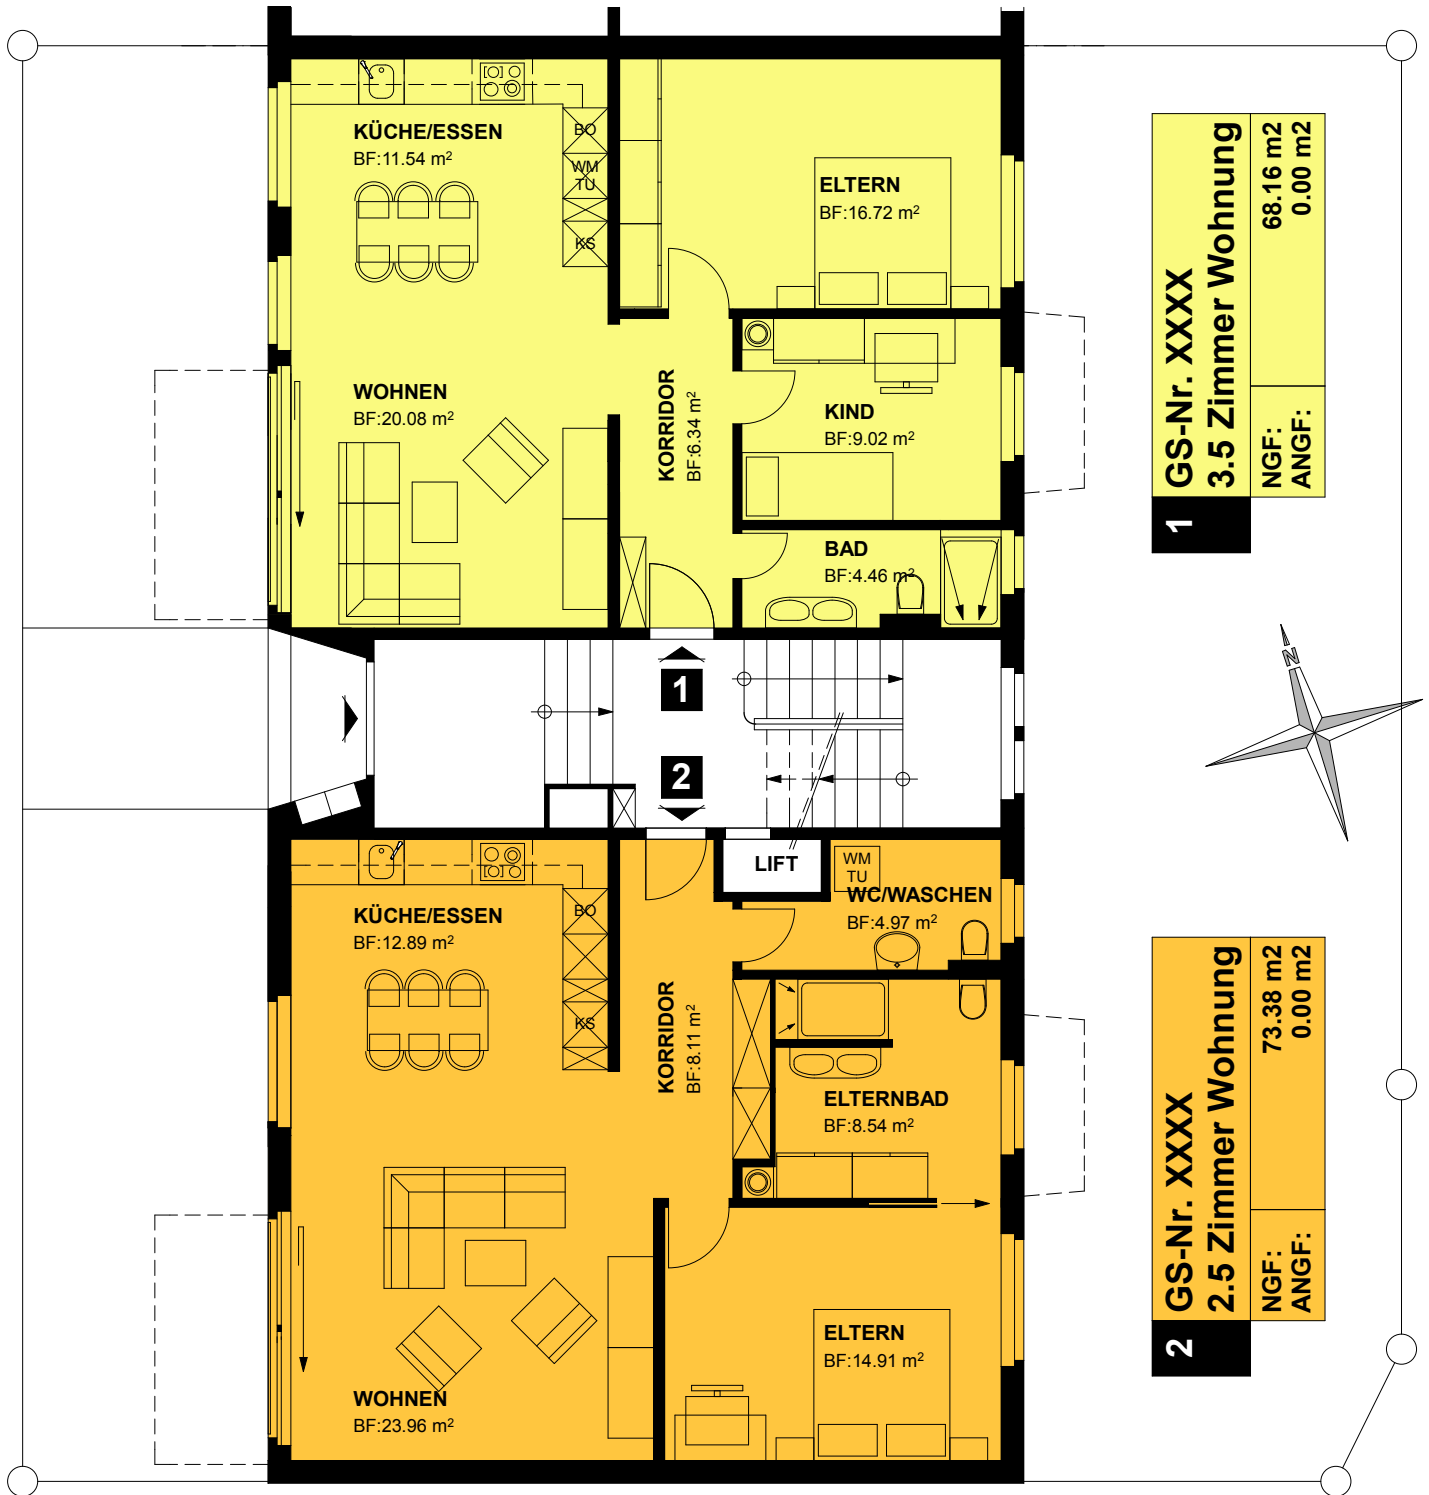 KÜCHE/ESSEN
BF:11.54 m²
BO
WM
TU
KS
ELTERN
BF:16.72 m²
WOHNEN
BF:20.08 m²
KORRIDOR
BF:6.34 m²
KIND
BF:9.02 m²
BAD
BF:4.46 m²
1
GS-Nr. XXXX
3.5 Zimmer Wohnung
NGF: 68.16 m2
ANGF: 0.00 m2
N
1
2
LIFT
WM
TU
WC/WASCHEN
BF:4.97 m²
KÜCHE/ESSEN
BF:12.89 m²
BO
KS
KORRIDOR
BF:8.11 m²
ELTERNBAD
BF:8.54 m²
ELTERN
BF:14.91 m²
WOHNEN
BF:23.96 m²
2
GS-Nr. XXXX
2.5 Zimmer Wohnung
NGF: 73.38 m2
ANGF: 0.00 m2